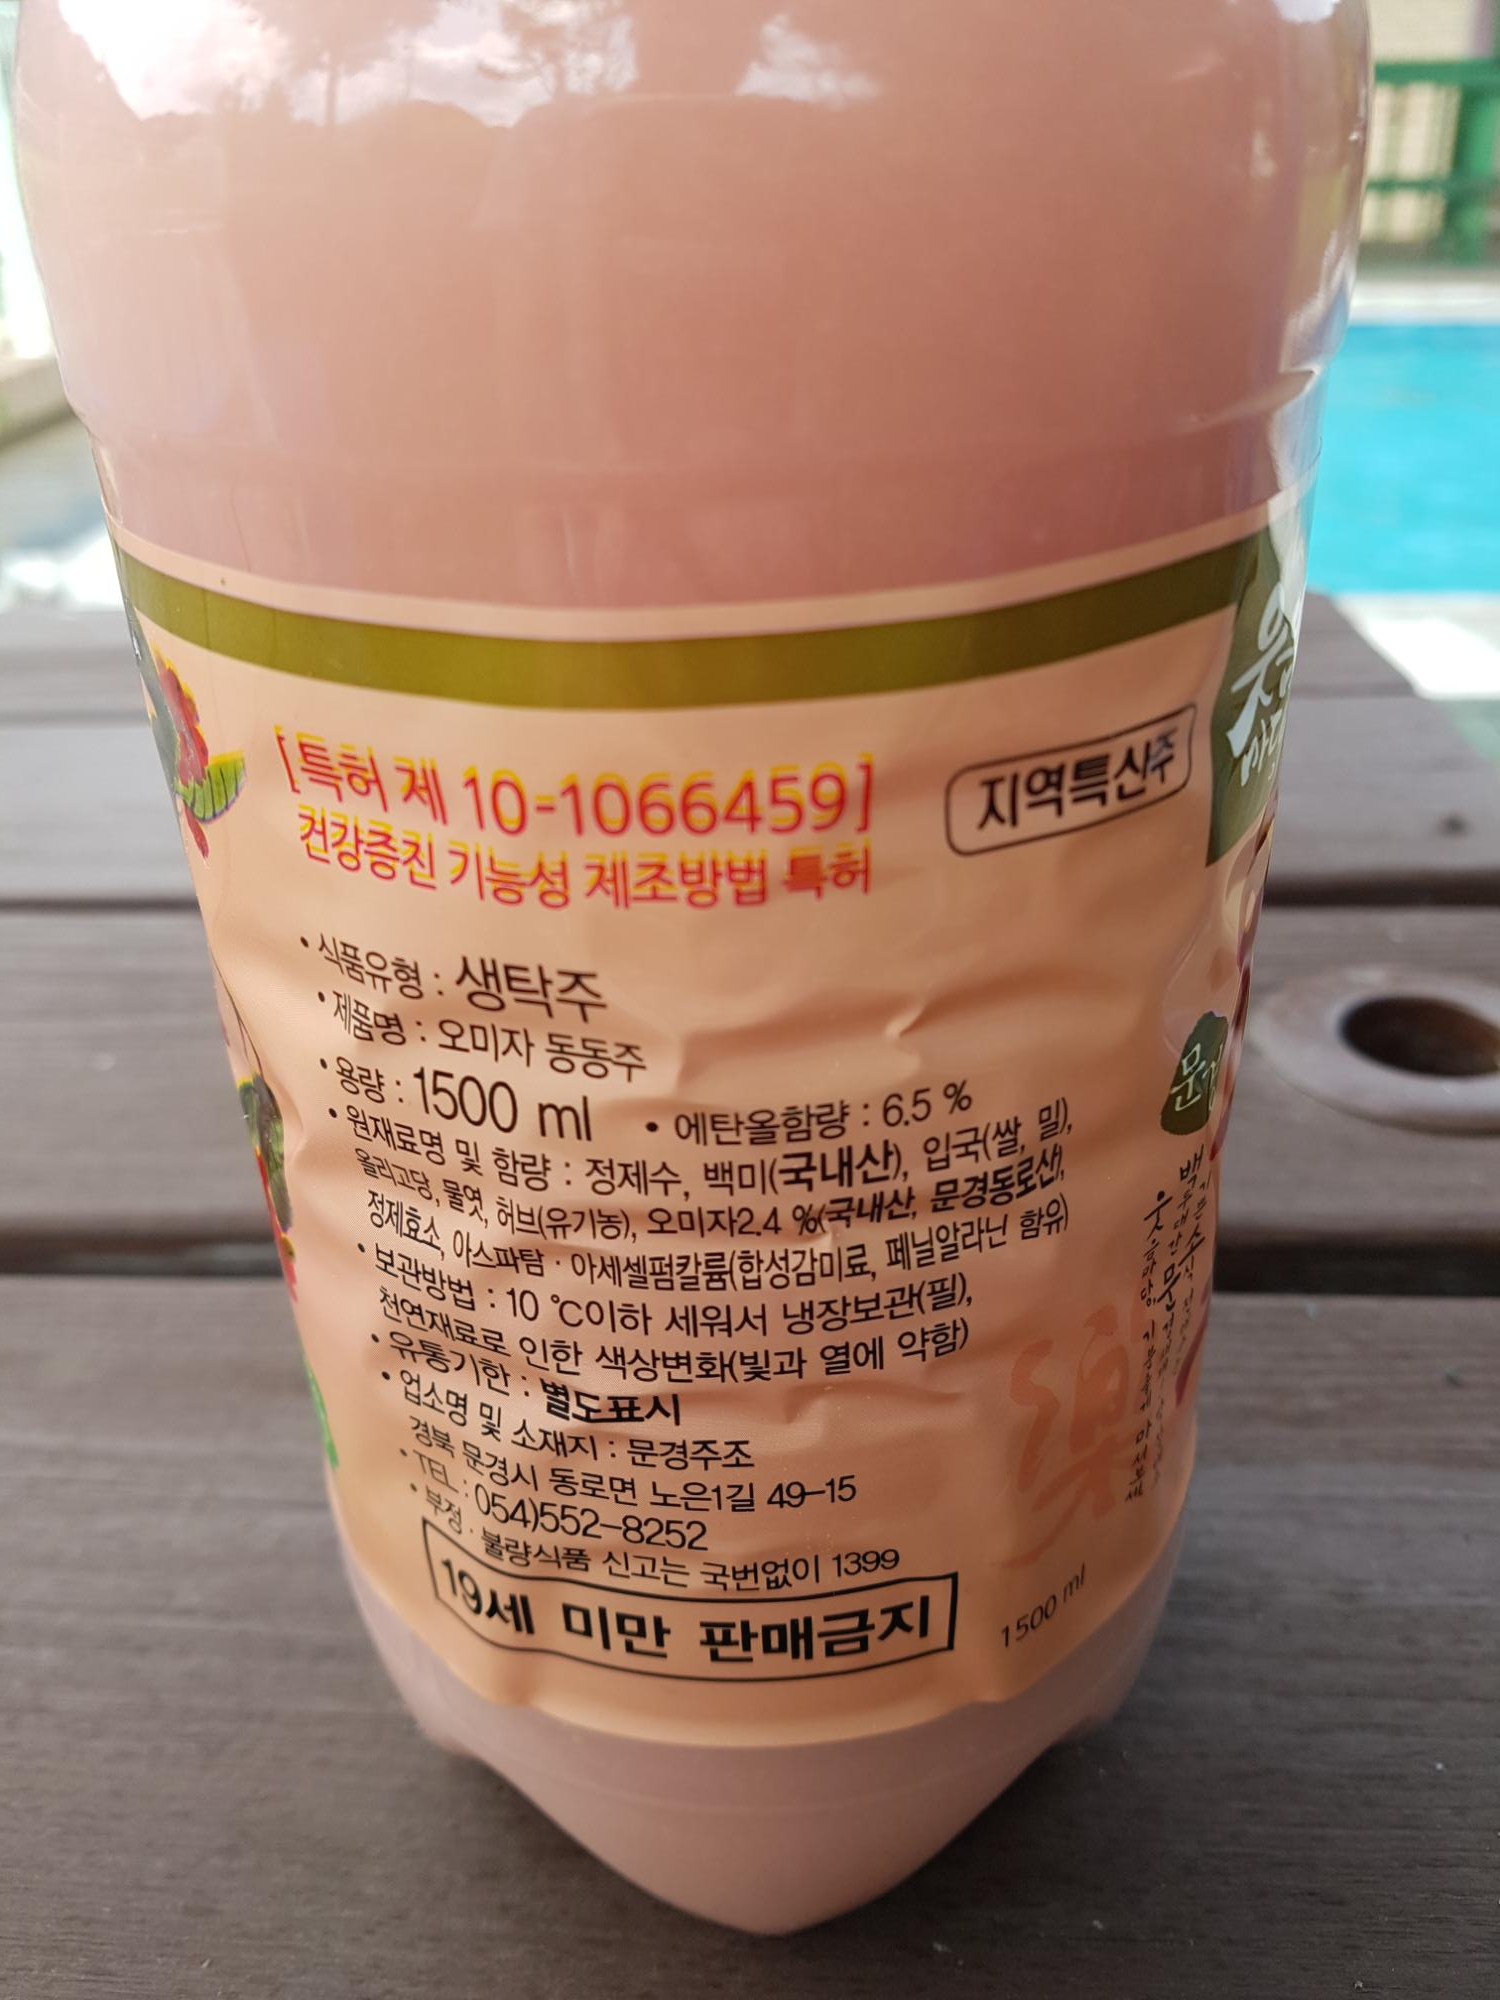 [특허 제 10-1066459]
건강증진 기능성 제조방법 특허
지역특산주
• 식품유형 : 생탁주
• 제품명 : 오미자 동동주
• 용량 : 1500 ml • 에탄올함량 : 6.5 %
• 원재료명 및 함량 : 정제수, 백미(국내산), 입국(쌀, 밀),
올리고당, 물엿, 허브(유기농), 오미자2.4 %(국내산, 문경동로산),
정제효소, 아스파탐 · 아세셀펌칼륨(합성감미료, 페닐알라닌 함유)
• 보관방법 : 10 ℃이하 세워서 냉장보관(필),
천연재료로 인한 색상변화(빛과 열에 약함)
• 유통기한 : 별도표시
• 업소명 및 소재지 : 문경주조
경북 문경시 동로면 노은1길 49-15
• TEL : 054)552-8252
• 부정 · 불량식품 신고는 국번없이 1399
19세 미만 판매금지
1500 ml